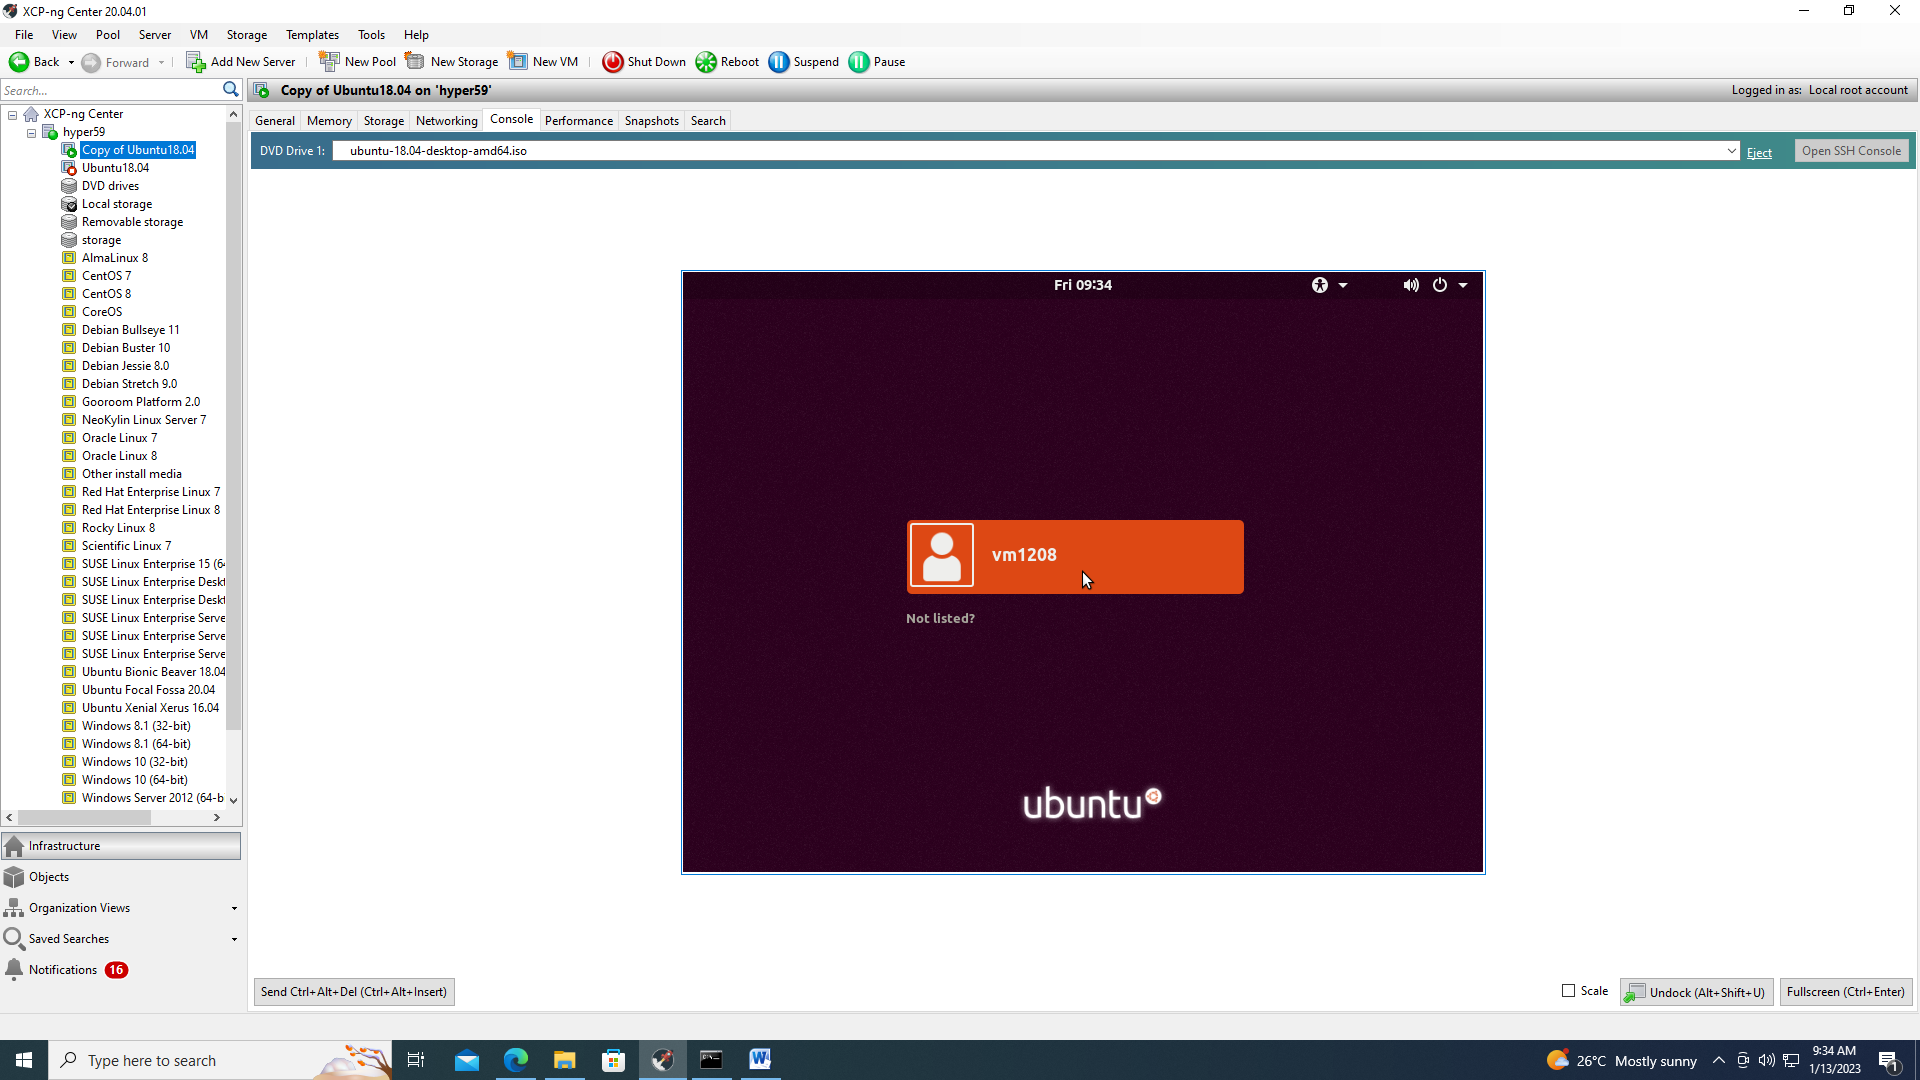 XCP-ng Center 20.04.01
File View Pool Server VM Storage Templates Tools Help
Back Forward Add New Server New Pool New Storage New VM Shut Down Reboot Suspend Pause
Search...
Copy of Ubuntu18.04 on 'hyper59'
Logged in as: Local root account
XCP-ng Center
hyper59
Copy of Ubuntu18.04
Ubuntu18.04
DVD drives
Local storage
Removable storage
storage
AlmaLinux 8
CentOS 7
CentOS 8
CoreOS
Debian Bullseye 11
Debian Buster 10
Debian Jessie 8.0
Debian Stretch 9.0
Gooroom Platform 2.0
NeoKylin Linux Server 7
Oracle Linux 7
Oracle Linux 8
Other install media
Red Hat Enterprise Linux 7
Red Hat Enterprise Linux 8
Rocky Linux 8
Scientific Linux 7
SUSE Linux Enterprise 15 (64
SUSE Linux Enterprise Deskt
SUSE Linux Enterprise Deskt
SUSE Linux Enterprise Serve
SUSE Linux Enterprise Serve
SUSE Linux Enterprise Serve
Ubuntu Bionic Beaver 18.04
Ubuntu Focal Fossa 20.04
Ubuntu Xenial Xerus 16.04
Windows 8.1 (32-bit)
Windows 8.1 (64-bit)
Windows 10 (32-bit)
Windows 10 (64-bit)
Windows Server 2012 (64-b
Infrastructure
Objects
Organization Views
Saved Searches
Notifications 16
General Memory Storage Networking Console Performance Snapshots Search
DVD Drive 1: ubuntu-18.04-desktop-amd64.iso Eject Open SSH Console
Fri 09:34
vm1208
Not listed?
ubuntu
Send Ctrl+Alt+Del (Ctrl+Alt+Insert)
Scale Undock (Alt+Shift+U) Fullscreen (Ctrl+Enter)
Type here to search
26°C Mostly sunny
9:34 AM
1/13/2023
1